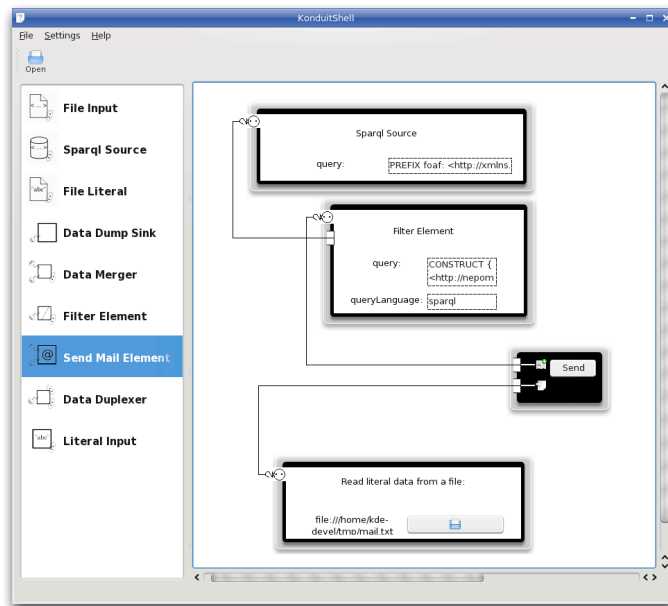 KonduitShell
File Settings Help
Open
File Input
Sparql Source
File Literal
Data Dump Sink
Data Merger
Filter Element
Send Mail Element
Data Duplexer
Literal Input
Sparql Source
query: PREFIX foaf: <http://xmlns.
Filter Element
query: CONSTRUCT {
<http://nepom
queryLanguage: sparql
Send
Read literal data from a file:
file:///home/kde-
devel/tmp/mail.txt